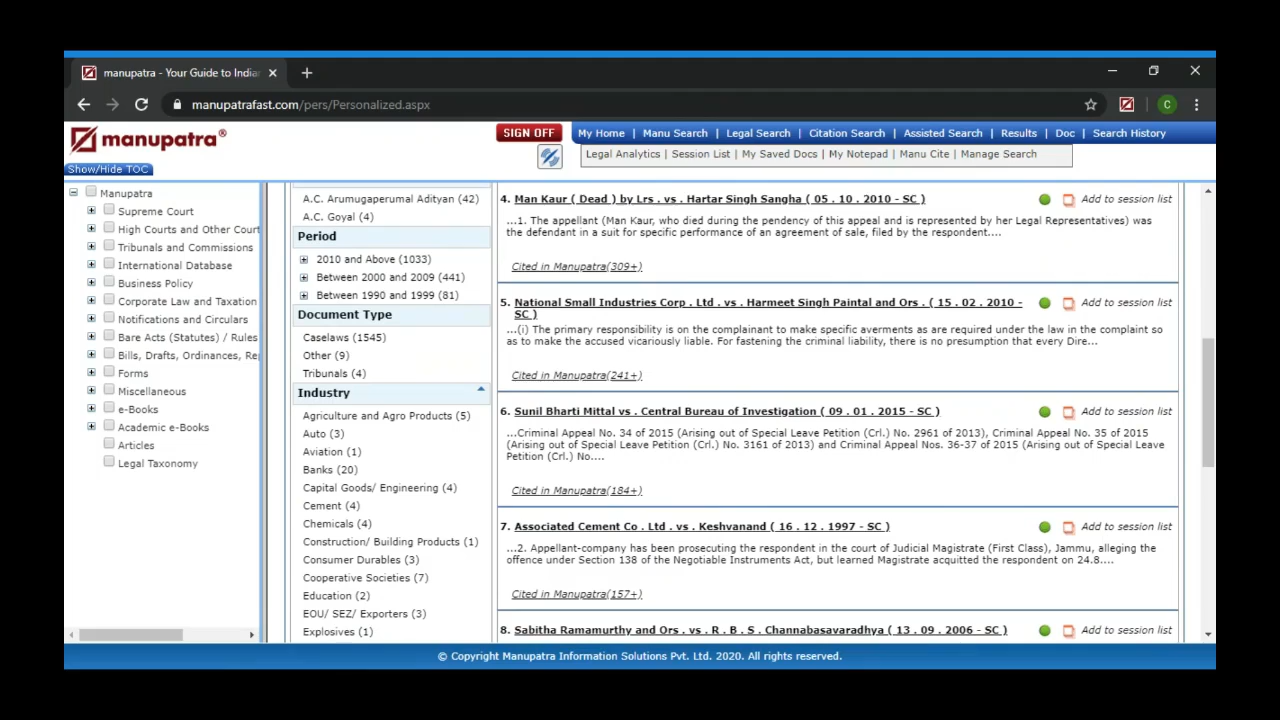 manupatra - Your Guide to India
manupatrafast.com/pers/Personalized.aspx
C
manupatra®
SIGN OFF
My Home | Manu Search | Legal Search | Citation Search | Assisted Search | Results | Doc | Search History
Legal Analytics | Session List | My Saved Docs | My Notepad | Manu Cite | Manage Search
Show/Hide TOC
Manupatra
Supreme Court
High Courts and Other Court
Tribunals and Commissions
International Database
Business Policy
Corporate Law and Taxation
Notifications and Circulars
Bare Acts (Statutes) / Rules
Bills, Drafts, Ordinances, Re
Forms
Miscellaneous
e-Books
Academic e-Books
Articles
Legal Taxonomy
A.C. Arumugaperumal Adityan (42)
A.C. Goyal (4)
Period
2010 and Above (1033)
Between 2000 and 2009 (441)
Between 1990 and 1999 (81)
Document Type
Caselaws (1545)
Other (9)
Tribunals (4)
Industry
Agriculture and Agro Products (5)
Auto (3)
Aviation (1)
Banks (20)
Capital Goods/ Engineering (4)
Cement (4)
Chemicals (4)
Construction/ Building Products (1)
Consumer Durables (3)
Cooperative Societies (7)
Education (2)
EOU/ SEZ/ Exporters (3)
Explosives (1)
4. Man Kaur ( Dead ) by Lrs . vs . Hartar Singh Sangha ( 05 . 10 . 2010 - SC ) Add to session list
...1. The appellant (Man Kaur, who died during the pendency of this appeal and is represented by her Legal Representatives) was
the defendant in a suit for specific performance of an agreement of sale, filed by the respondent....
Cited in Manupatra(309+)
5. National Small Industries Corp . Ltd . vs . Harmeet Singh Paintal and Ors . ( 15 . 02 . 2010 - Add to session list
SC )
...(i) The primary responsibility is on the complainant to make specific averments as are required under the law in the complaint so
as to make the accused vicariously liable. For fastening the criminal liability, there is no presumption that every Dire...
Cited in Manupatra(241+)
6. Sunil Bharti Mittal vs . Central Bureau of Investigation ( 09 . 01 . 2015 - SC ) Add to session list
...Criminal Appeal No. 34 of 2015 (Arising out of Special Leave Petition (Crl.) No. 2961 of 2013), Criminal Appeal No. 35 of 2015
(Arising out of Special Leave Petition (Crl.) No. 3161 of 2013) and Criminal Appeal Nos. 36-37 of 2015 (Arising out of Special Leave
Petition (Crl.) No....
Cited in Manupatra(184+)
7. Associated Cement Co . Ltd . vs . Keshvanand ( 16 . 12 . 1997 - SC ) Add to session list
...2. Appellant-company has been prosecuting the respondent in the court of Judicial Magistrate (First Class), Jammu, alleging the
offence under Section 138 of the Negotiable Instruments Act, but learned Magistrate acquitted the respondent on 24.8....
Cited in Manupatra(157+)
8. Sabitha Ramamurthy and Ors . vs . R . B . S . Channabasavaradhya ( 13 . 09 . 2006 - SC ) Add to session list
© Copyright Manupatra Information Solutions Pvt. Ltd. 2020. All rights reserved.